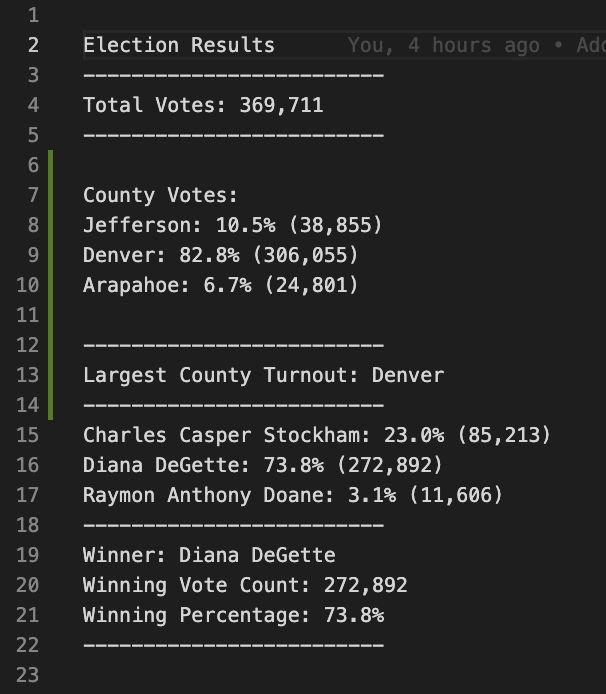 1
2 Election Results You, 4 hours ago • Add
3 -------------------------
4 Total Votes: 369,711
5 -------------------------
6
7 County Votes:
8 Jefferson: 10.5% (38,855)
9 Denver: 82.8% (306,055)
10 Arapahoe: 6.7% (24,801)
11
12 -------------------------
13 Largest County Turnout: Denver
14 -------------------------
15 Charles Casper Stockham: 23.0% (85,213)
16 Diana DeGette: 73.8% (272,892)
17 Raymon Anthony Doane: 3.1% (11,606)
18 -------------------------
19 Winner: Diana DeGette
20 Winning Vote Count: 272,892
21 Winning Percentage: 73.8%
22 -------------------------
23